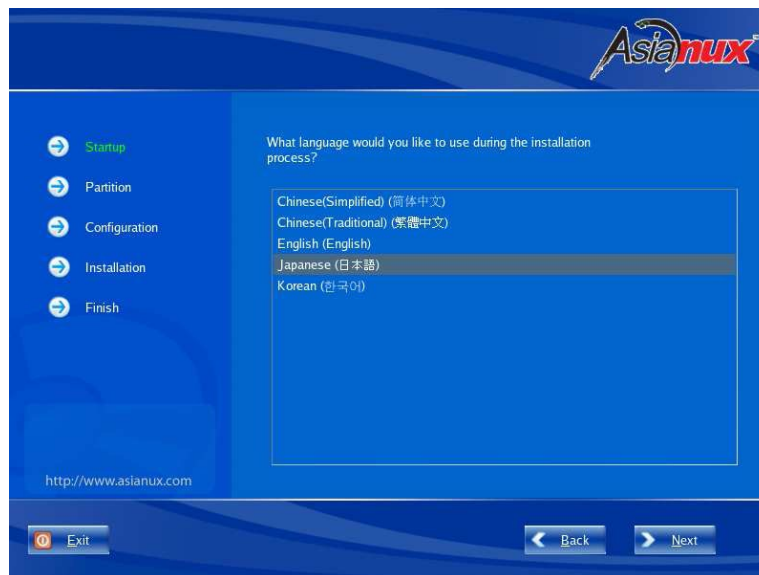 Asianux
Startup
Partition
Configuration
Installation
Finish
http://www.asianux.com
What language would you like to use during the installation
process?
Chinese(Simplified) (简体中文)
Chinese(Traditional) (繁體中文)
English (English)
Japanese (日本語)
Korean (한국어)
Exit
Back
Next